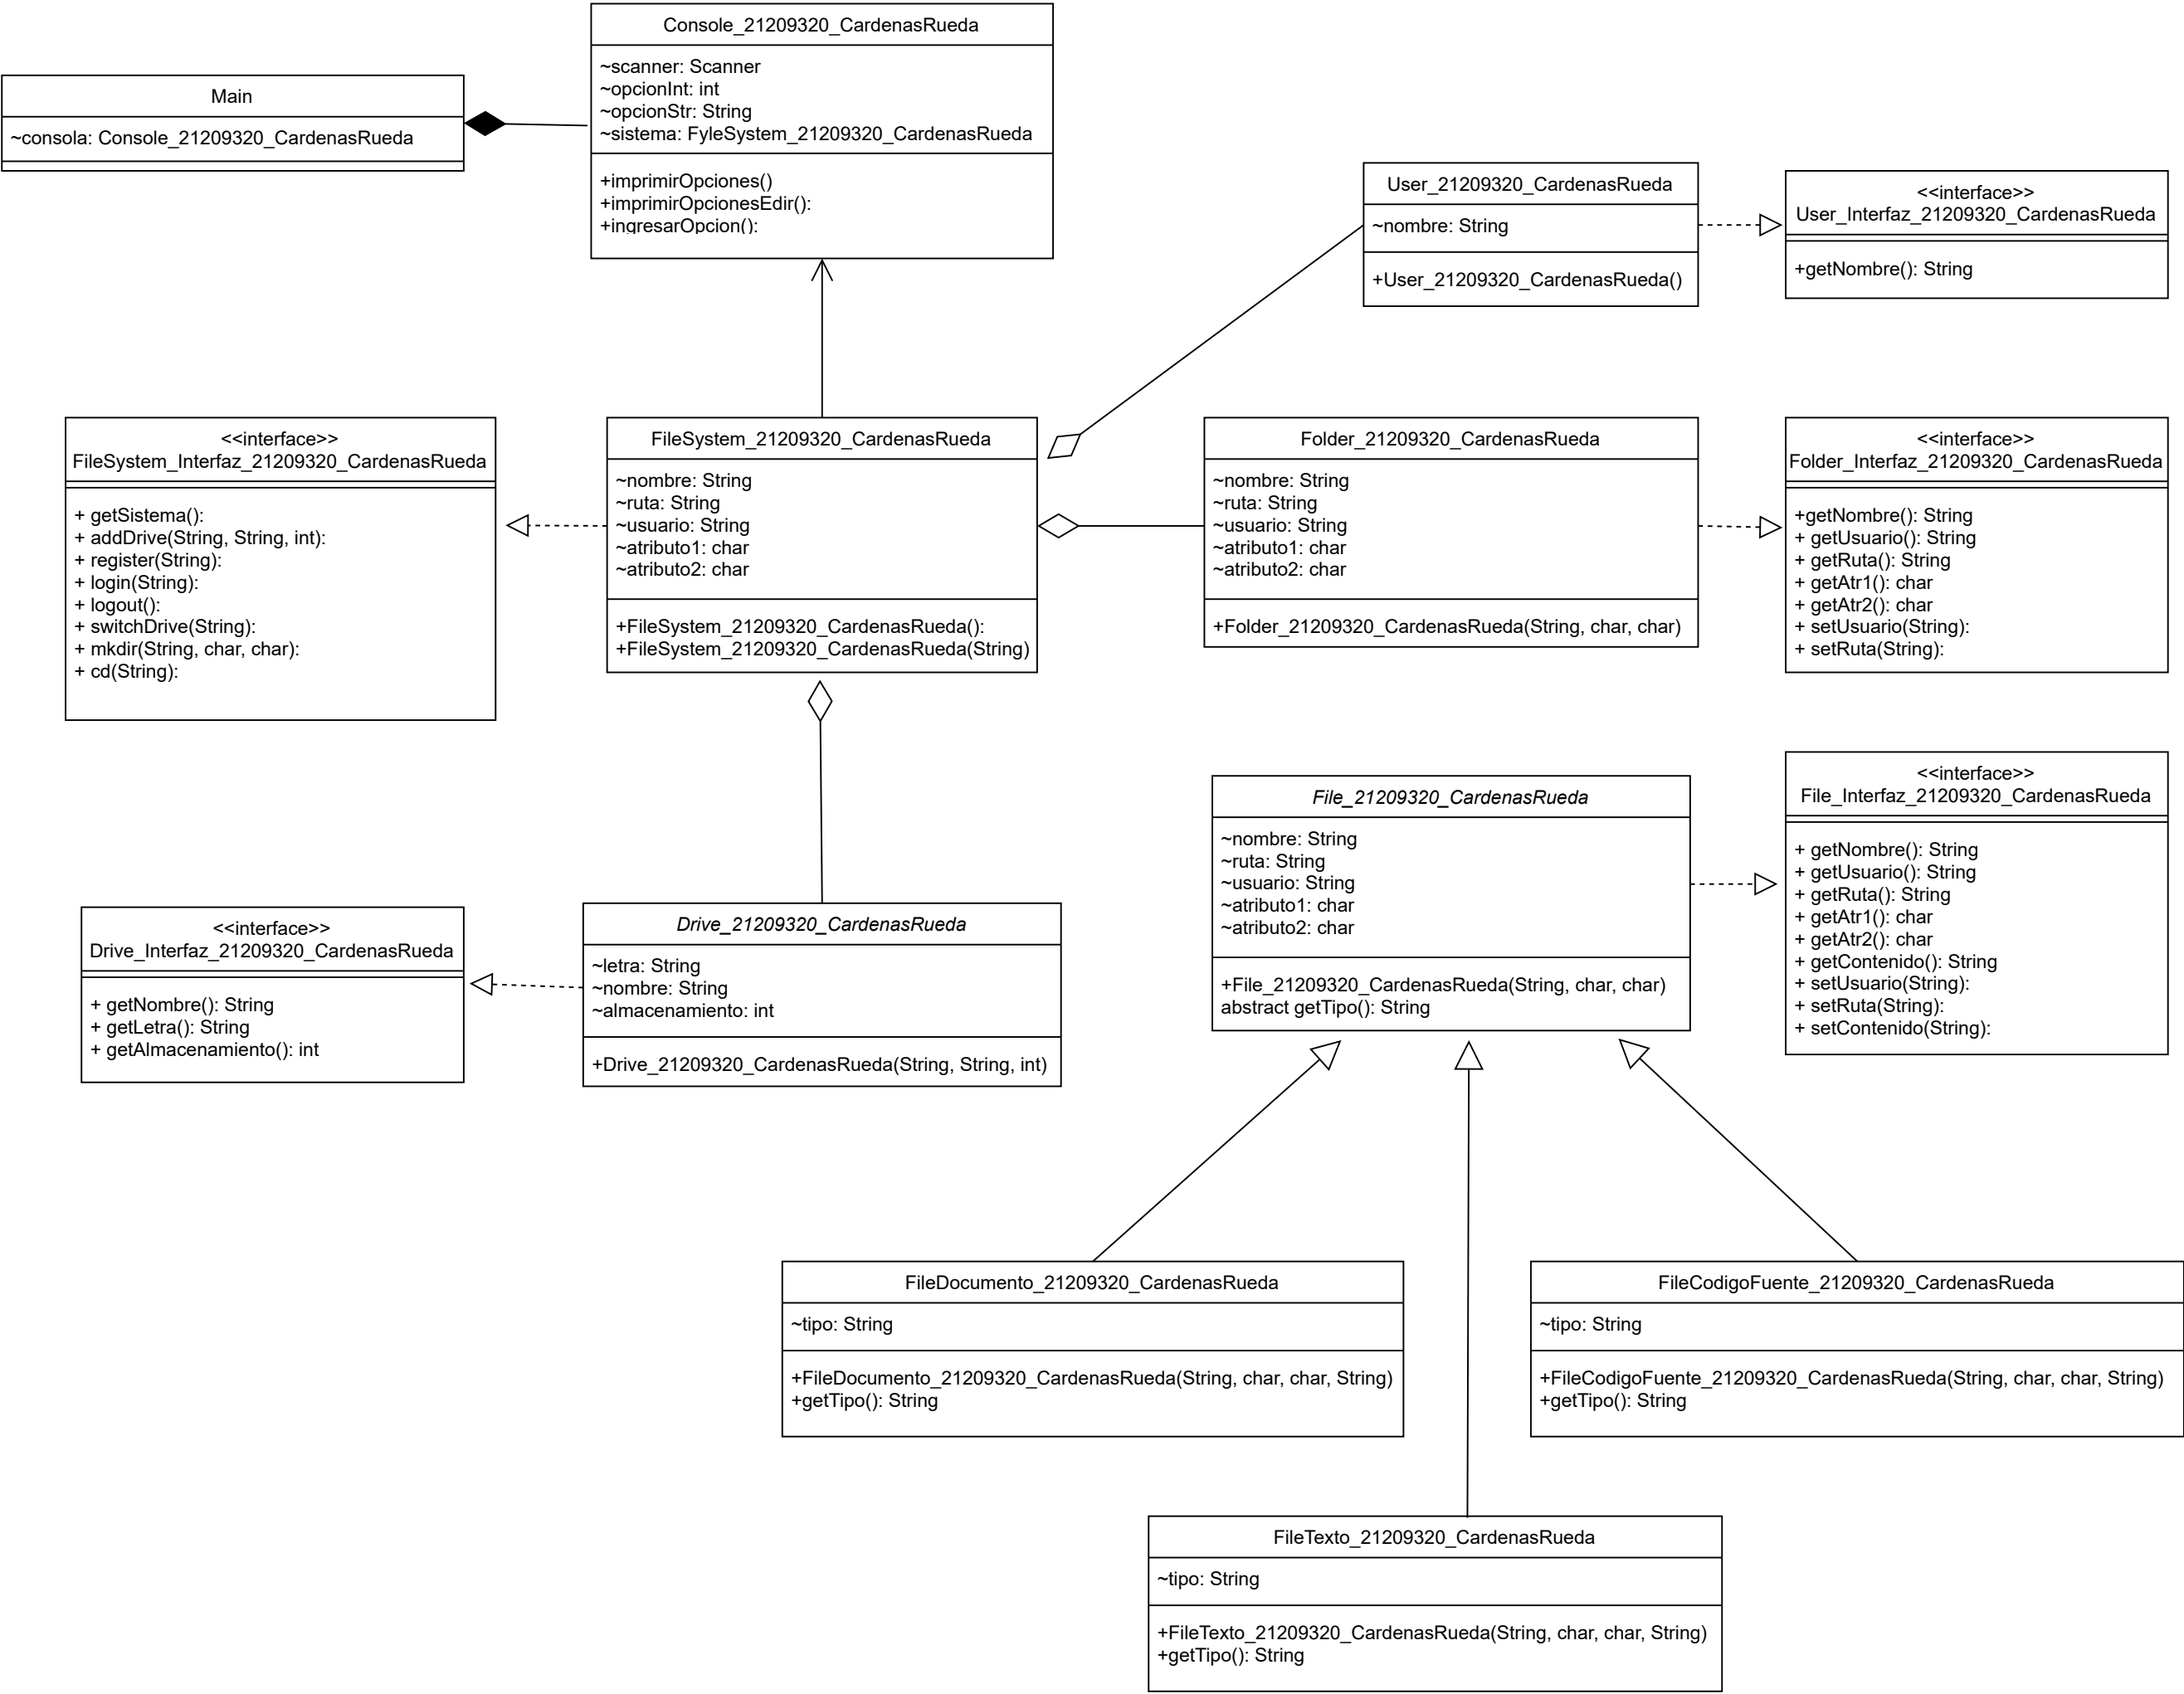 Console_21209320_CardenasRueda
~scanner: Scanner
~opcionInt: int
~opcionStr: String
~sistema: FyleSystem_21209320_CardenasRueda
+imprimirOpciones()
+imprimirOpcionesEdir():
+ingresarOpcion():
Main
~consola: Console_21209320_CardenasRueda
User_21209320_CardenasRueda
~nombre: String
+User_21209320_CardenasRueda()
<<interface>>
User_Interfaz_21209320_CardenasRueda
+getNombre(): String
<<interface>>
FileSystem_Interfaz_21209320_CardenasRueda
+ getSistema():
+ addDrive(String, String, int):
+ register(String):
+ login(String):
+ logout():
+ switchDrive(String):
+ mkdir(String, char, char):
+ cd(String):
FileSystem_21209320_CardenasRueda
~nombre: String
~ruta: String
~usuario: String
~atributo1: char
~atributo2: char
+FileSystem_21209320_CardenasRueda():
+FileSystem_21209320_CardenasRueda(String)
Folder_21209320_CardenasRueda
~nombre: String
~ruta: String
~usuario: String
~atributo1: char
~atributo2: char
+Folder_21209320_CardenasRueda(String, char, char)
<<interface>>
Folder_Interfaz_21209320_CardenasRueda
+getNombre(): String
+ getUsuario(): String
+ getRuta(): String
+ getAtr1(): char
+ getAtr2(): char
+ setUsuario(String):
+ setRuta(String):
File_21209320_CardenasRueda
~nombre: String
~ruta: String
~usuario: String
~atributo1: char
~atributo2: char
+File_21209320_CardenasRueda(String, char, char)
abstract getTipo(): String
<<interface>>
File_Interfaz_21209320_CardenasRueda
+ getNombre(): String
+ getUsuario(): String
+ getRuta(): String
+ getAtr1(): char
+ getAtr2(): char
+ getContenido(): String
+ setUsuario(String):
+ setRuta(String):
+ setContenido(String):
<<interface>>
Drive_Interfaz_21209320_CardenasRueda
+ getNombre(): String
+ getLetra(): String
+ getAlmacenamiento(): int
Drive_21209320_CardenasRueda
~letra: String
~nombre: String
~almacenamiento: int
+Drive_21209320_CardenasRueda(String, String, int)
FileDocumento_21209320_CardenasRueda
~tipo: String
+FileDocumento_21209320_CardenasRueda(String, char, char, String)
+getTipo(): String
FileCodigoFuente_21209320_CardenasRueda
~tipo: String
+FileCodigoFuente_21209320_CardenasRueda(String, char, char, String)
+getTipo(): String
FileTexto_21209320_CardenasRueda
~tipo: String
+FileTexto_21209320_CardenasRueda(String, char, char, String)
+getTipo(): String